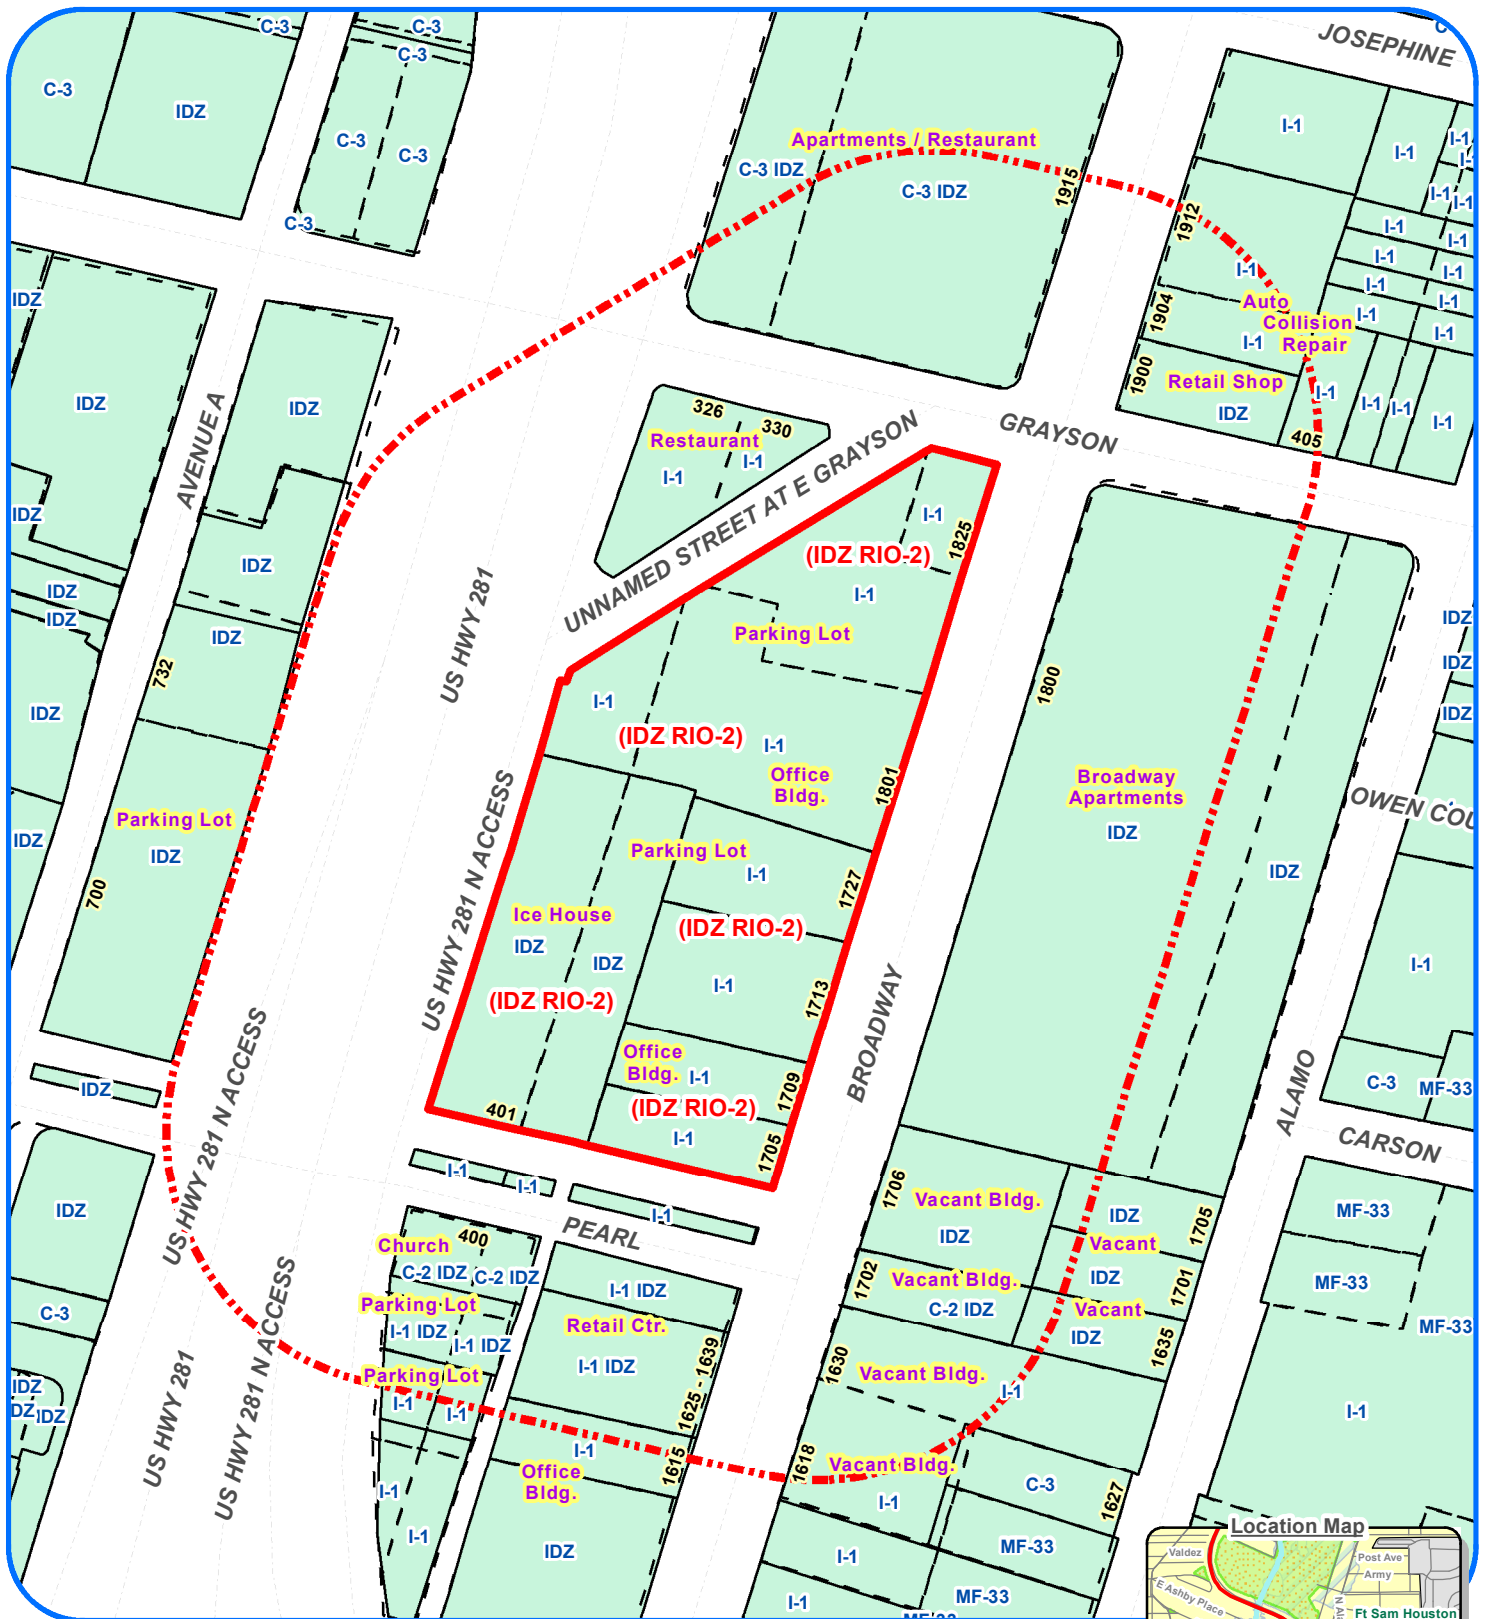 C-3
C-3
C-3
JOSEPHINE
C-3
IDZ
C-3
C-3
C-3
Apartments / Restaurant
C-3 IDZ
C-3 IDZ
1915
I-1
I-1
I-1
I-1
I-1
1912
I-1
I-1
I-1
I-1
I-1
I-1
I-1
I-1
I-1
I-1
Auto
Collision
Repair
1904
I-1
1900
Retail Shop
IDZ
I-1
I-1
I-1
I-1
405
IDZ
IDZ
AVENUE A
IDZ
326
330
Restaurant
I-1
I-1
GRAYSON
UNNAMED STREET AT E GRAYSON
IDZ
IDZ
I-1
1825
(IDZ RIO-2)
I-1
Parking Lot
IDZ
IDZ
IDZ
732
US HWY 281
IDZ
I-1
(IDZ RIO-2)
I-1
Office
Bldg.
1801
1800
Broadway
Apartments
IDZ
IDZ
IDZ
IDZ
IDZ
Parking Lot
IDZ
IDZ
700
US HWY 281 N ACCESS
Parking Lot
I-1
1727
Ice House
IDZ
IDZ
(IDZ RIO-2)
(IDZ RIO-2)
I-1
1713
BROADWAY
I-1
Office
Bldg.
I-1
1709
(IDZ RIO-2)
401
I-1
1705
ALAMO
C-3
MF-33
CARSON
IDZ
US HWY 281 N ACCESS
I-1
I-1
I-1
PEARL
IDZ
Church
400
C-2 IDZ
C-2 IDZ
Parking Lot
I-1 IDZ
I-1 IDZ
Parking Lot
I-1
I-1
I-1 IDZ
Retail Ctr.
I-1 IDZ
1625 - 1639
1706
Vacant Bldg.
IDZ
IDZ
1705
Vacant
1702
Vacant Bldg.
C-2 IDZ
IDZ
1701
Vacant
IDZ
1635
MF-33
MF-33
MF-33
C-3
US HWY 281
US HWY 281 N ACCESS
IDZ
IDZ
1630
Vacant Bldg.
I-1
I-1
I-1
1615
Office
Bldg.
IDZ
I-1
I-1
1618
Vacant Bldg.
I-1
C-3
1627
MF-33
I-1
I-1
MF-33
Location Map
Valdez
Post Ave
Army
E Ashby Place
Ft Sam Houston